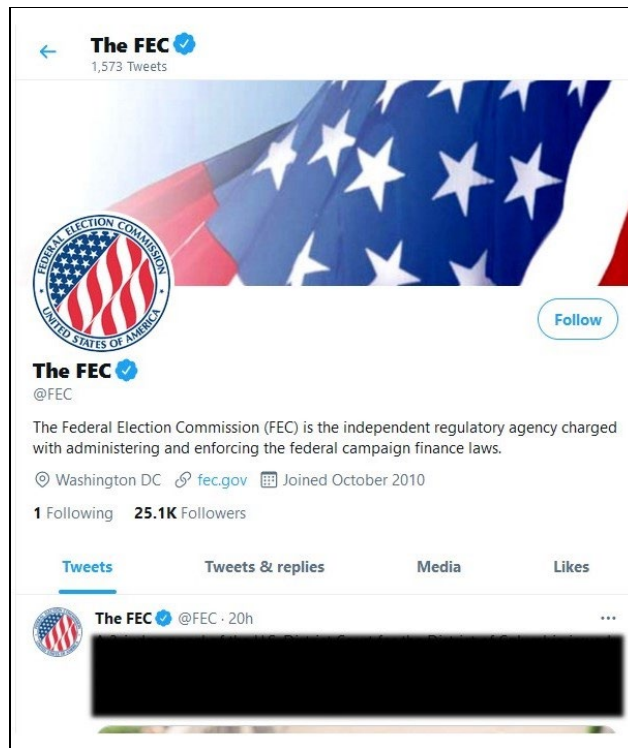 The FEC
1,573 Tweets
FEDERAL ELECTION COMMISSION
UNITED STATES OF AMERICA
Follow
The FEC
@FEC
The Federal Election Commission (FEC) is the independent regulatory agency charged
with administering and enforcing the federal campaign finance laws.
Washington DC fec.gov Joined October 2010
1 Following 25.1K Followers
Tweets Tweets & replies Media Likes
The FEC @FEC · 20h ···